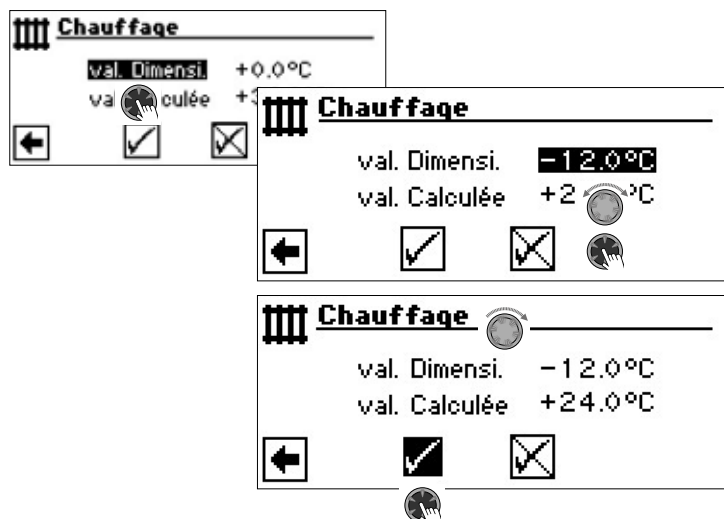 Chauffage
val. Dimensi. +0.0°C
culée
Chauffage
val. Dimensi. -12.0°C
val. Calculée +2 °C
Chauffage
val. Dimensi. -12.0°C
val. Calculée +24.0°C